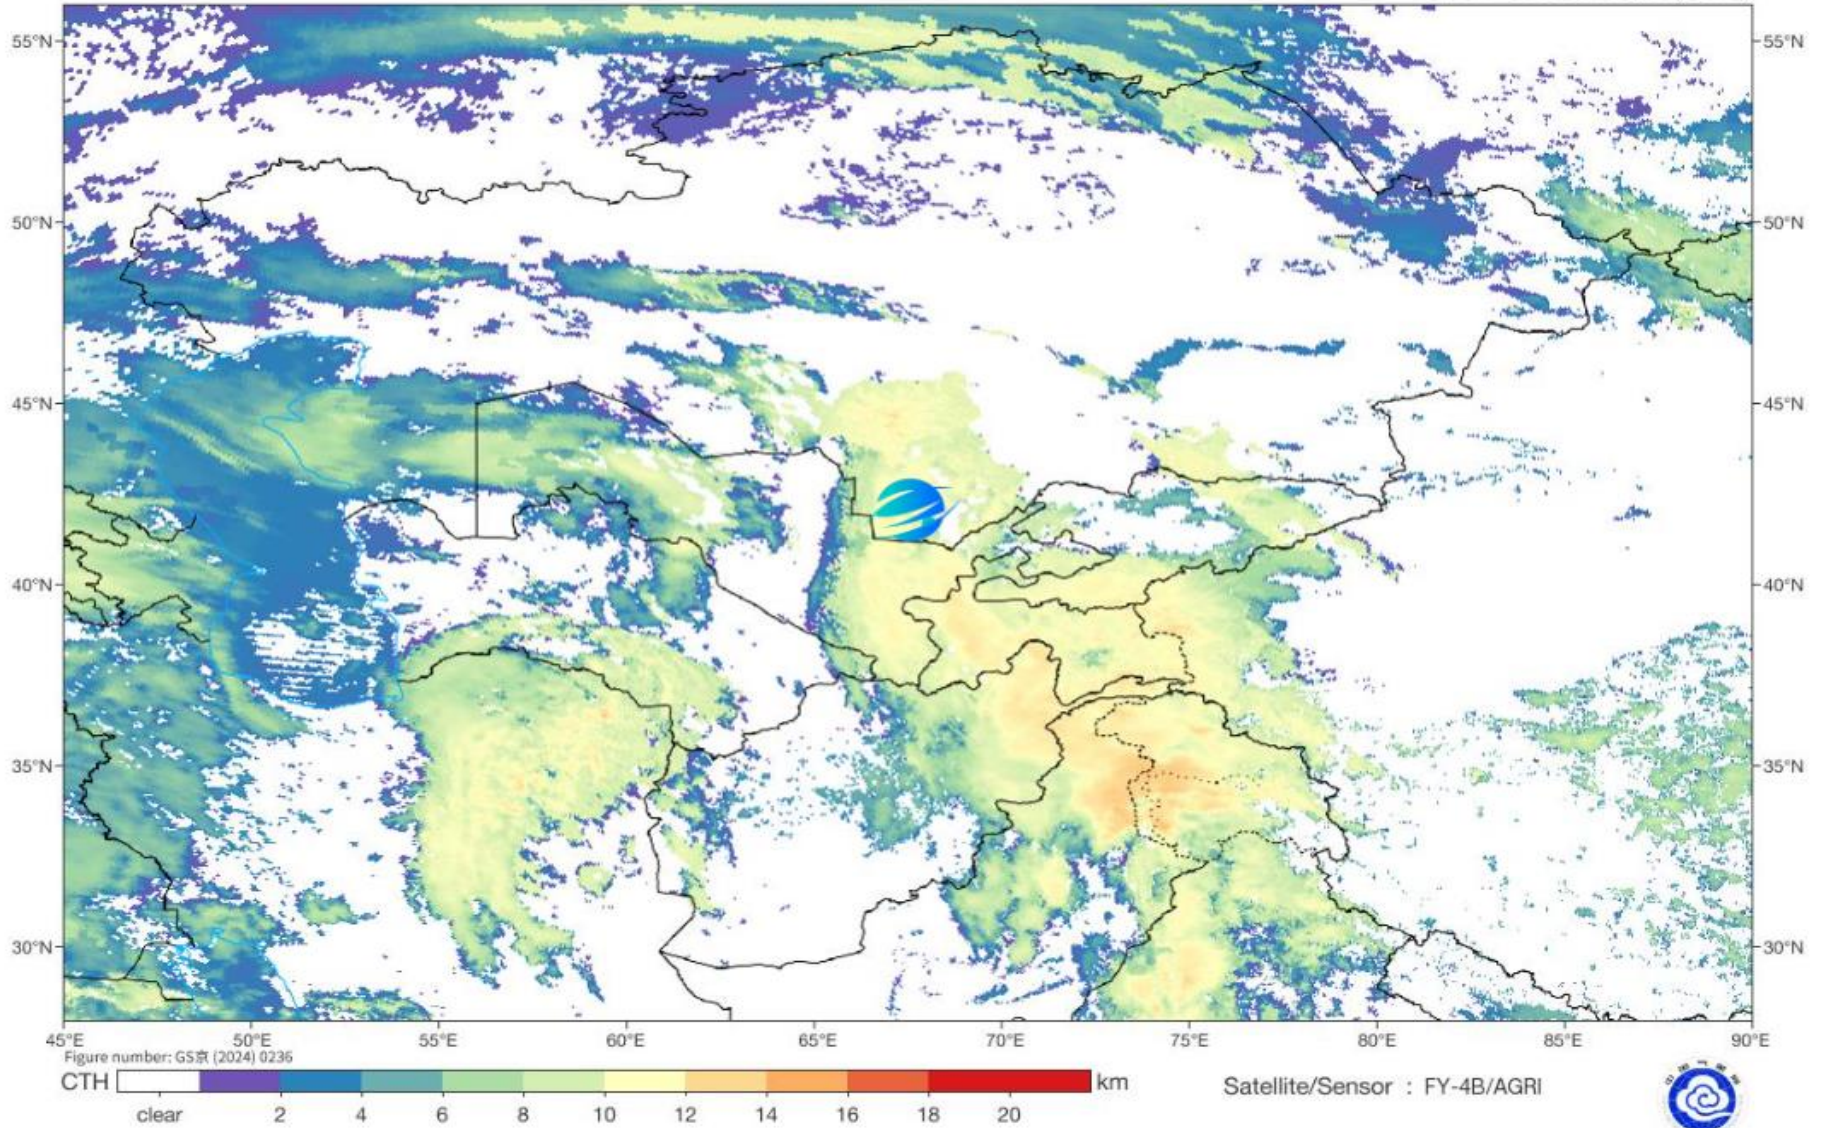 55°N 55°N
50°N 50°N
45°N 45°N
40°N 40°N
35°N 35°N
30°N 30°N
45°E 50°E 55°E 60°E 65°E 70°E 75°E 80°E 85°E 90°E
Figure number: GS京 (2024) 0236
CTH km
clear 2 4 6 8 10 12 14 16 18 20
Satellite/Sensor : FY-4B/AGRI